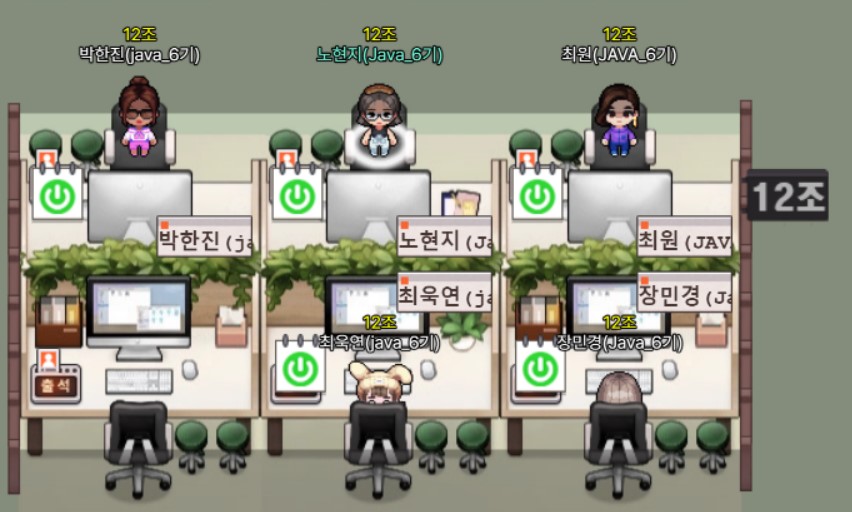 12조
박한진(java_6기)
12조
노현지(Java_6기)
12조
최원(JAVA_6기)
12조
박한진(ja
노현지(Ja
최원(JAV
최욱연(ja
장민경(Ja
12조
최욱연(java_6기)
12조
장민경(Java_6기)
출석